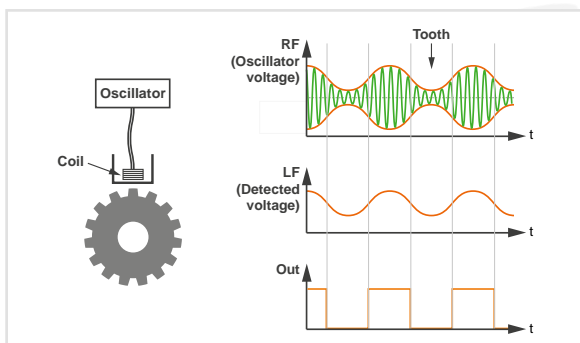 Oscillator
Coil
RF
(Oscillator
voltage)
Tooth
t
LF
(Detected
voltage)
t
Out
t